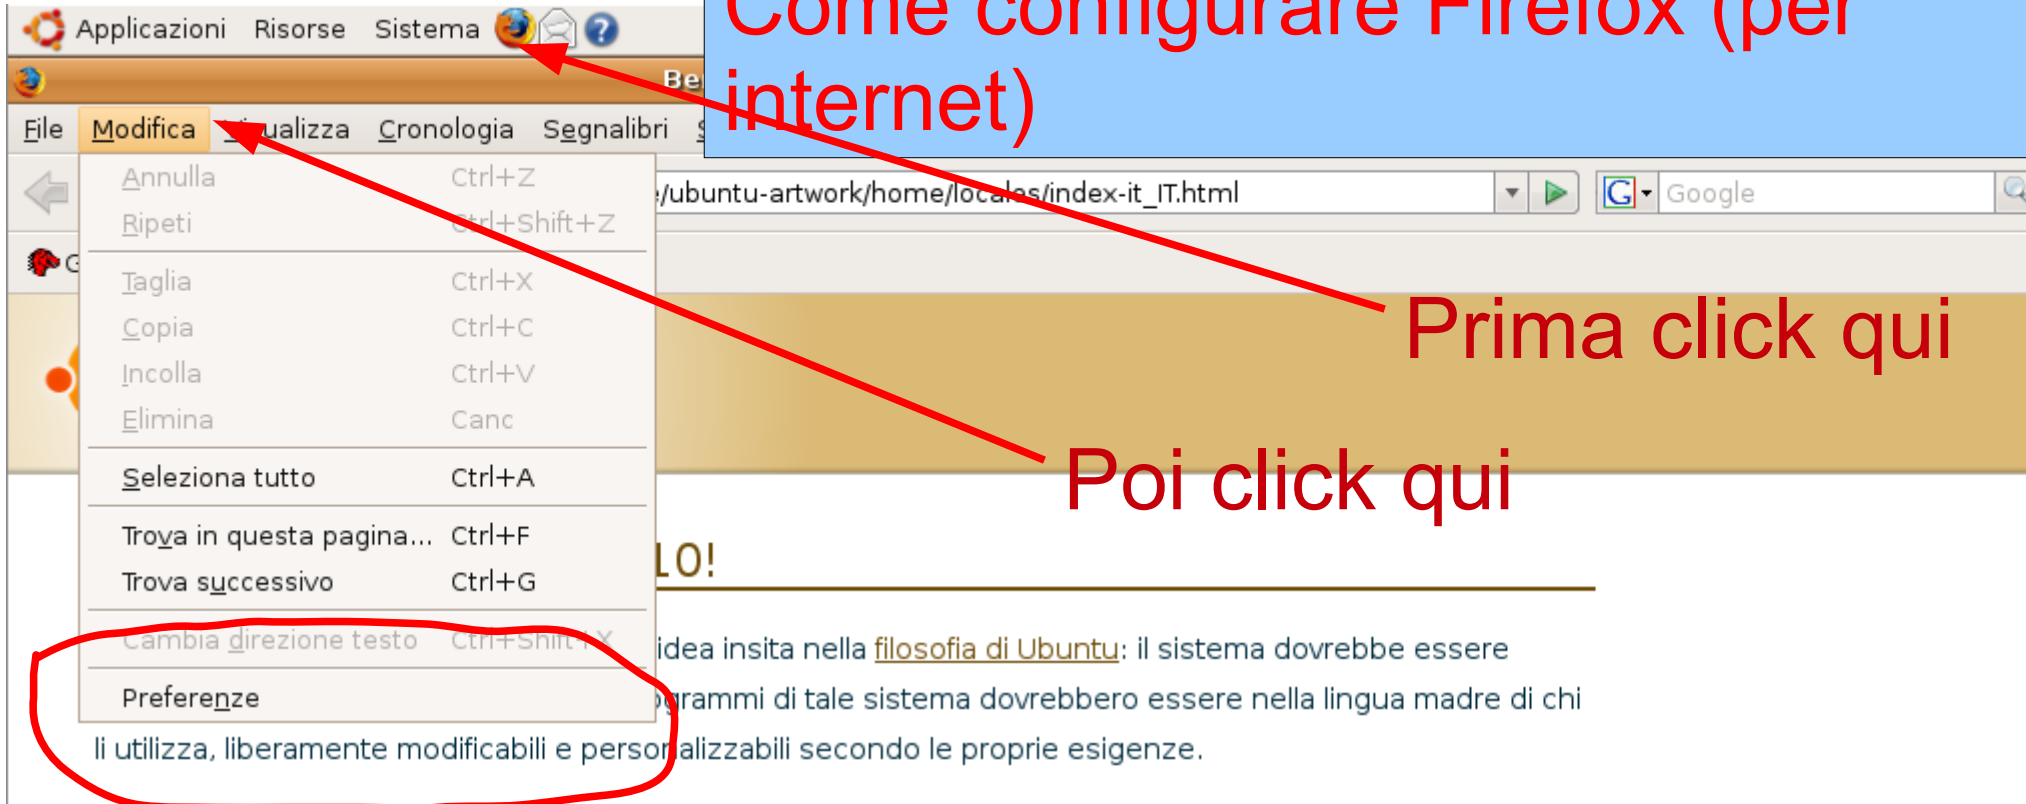 Come configurare Firefox (per
internet)
Applicazioni Risorse Sistema
File Modifica Visualizza Cronologia Segnalibri
Annulla Ctrl+Z
/ubuntu-artwork/home/locales/index-it_IT.html
Google
Ripeti Ctrl+Shift+Z
Taglia Ctrl+X
Copia Ctrl+C
Incolla Ctrl+V
Elimina Canc
Prima click qui
Seleziona tutto Ctrl+A
Poi click qui
Trova in questa pagina... Ctrl+F
Trova successivo Ctrl+G
10!
Cambia direzione testo Ctrl+Shift+X
Preferenze
idea insita nella filosofia di Ubuntu: il sistema dovrebbe essere
grammi di tale sistema dovrebbero essere nella lingua madre di chi
li utilizza, liberamente modificabili e personalizzabili secondo le proprie esigenze.